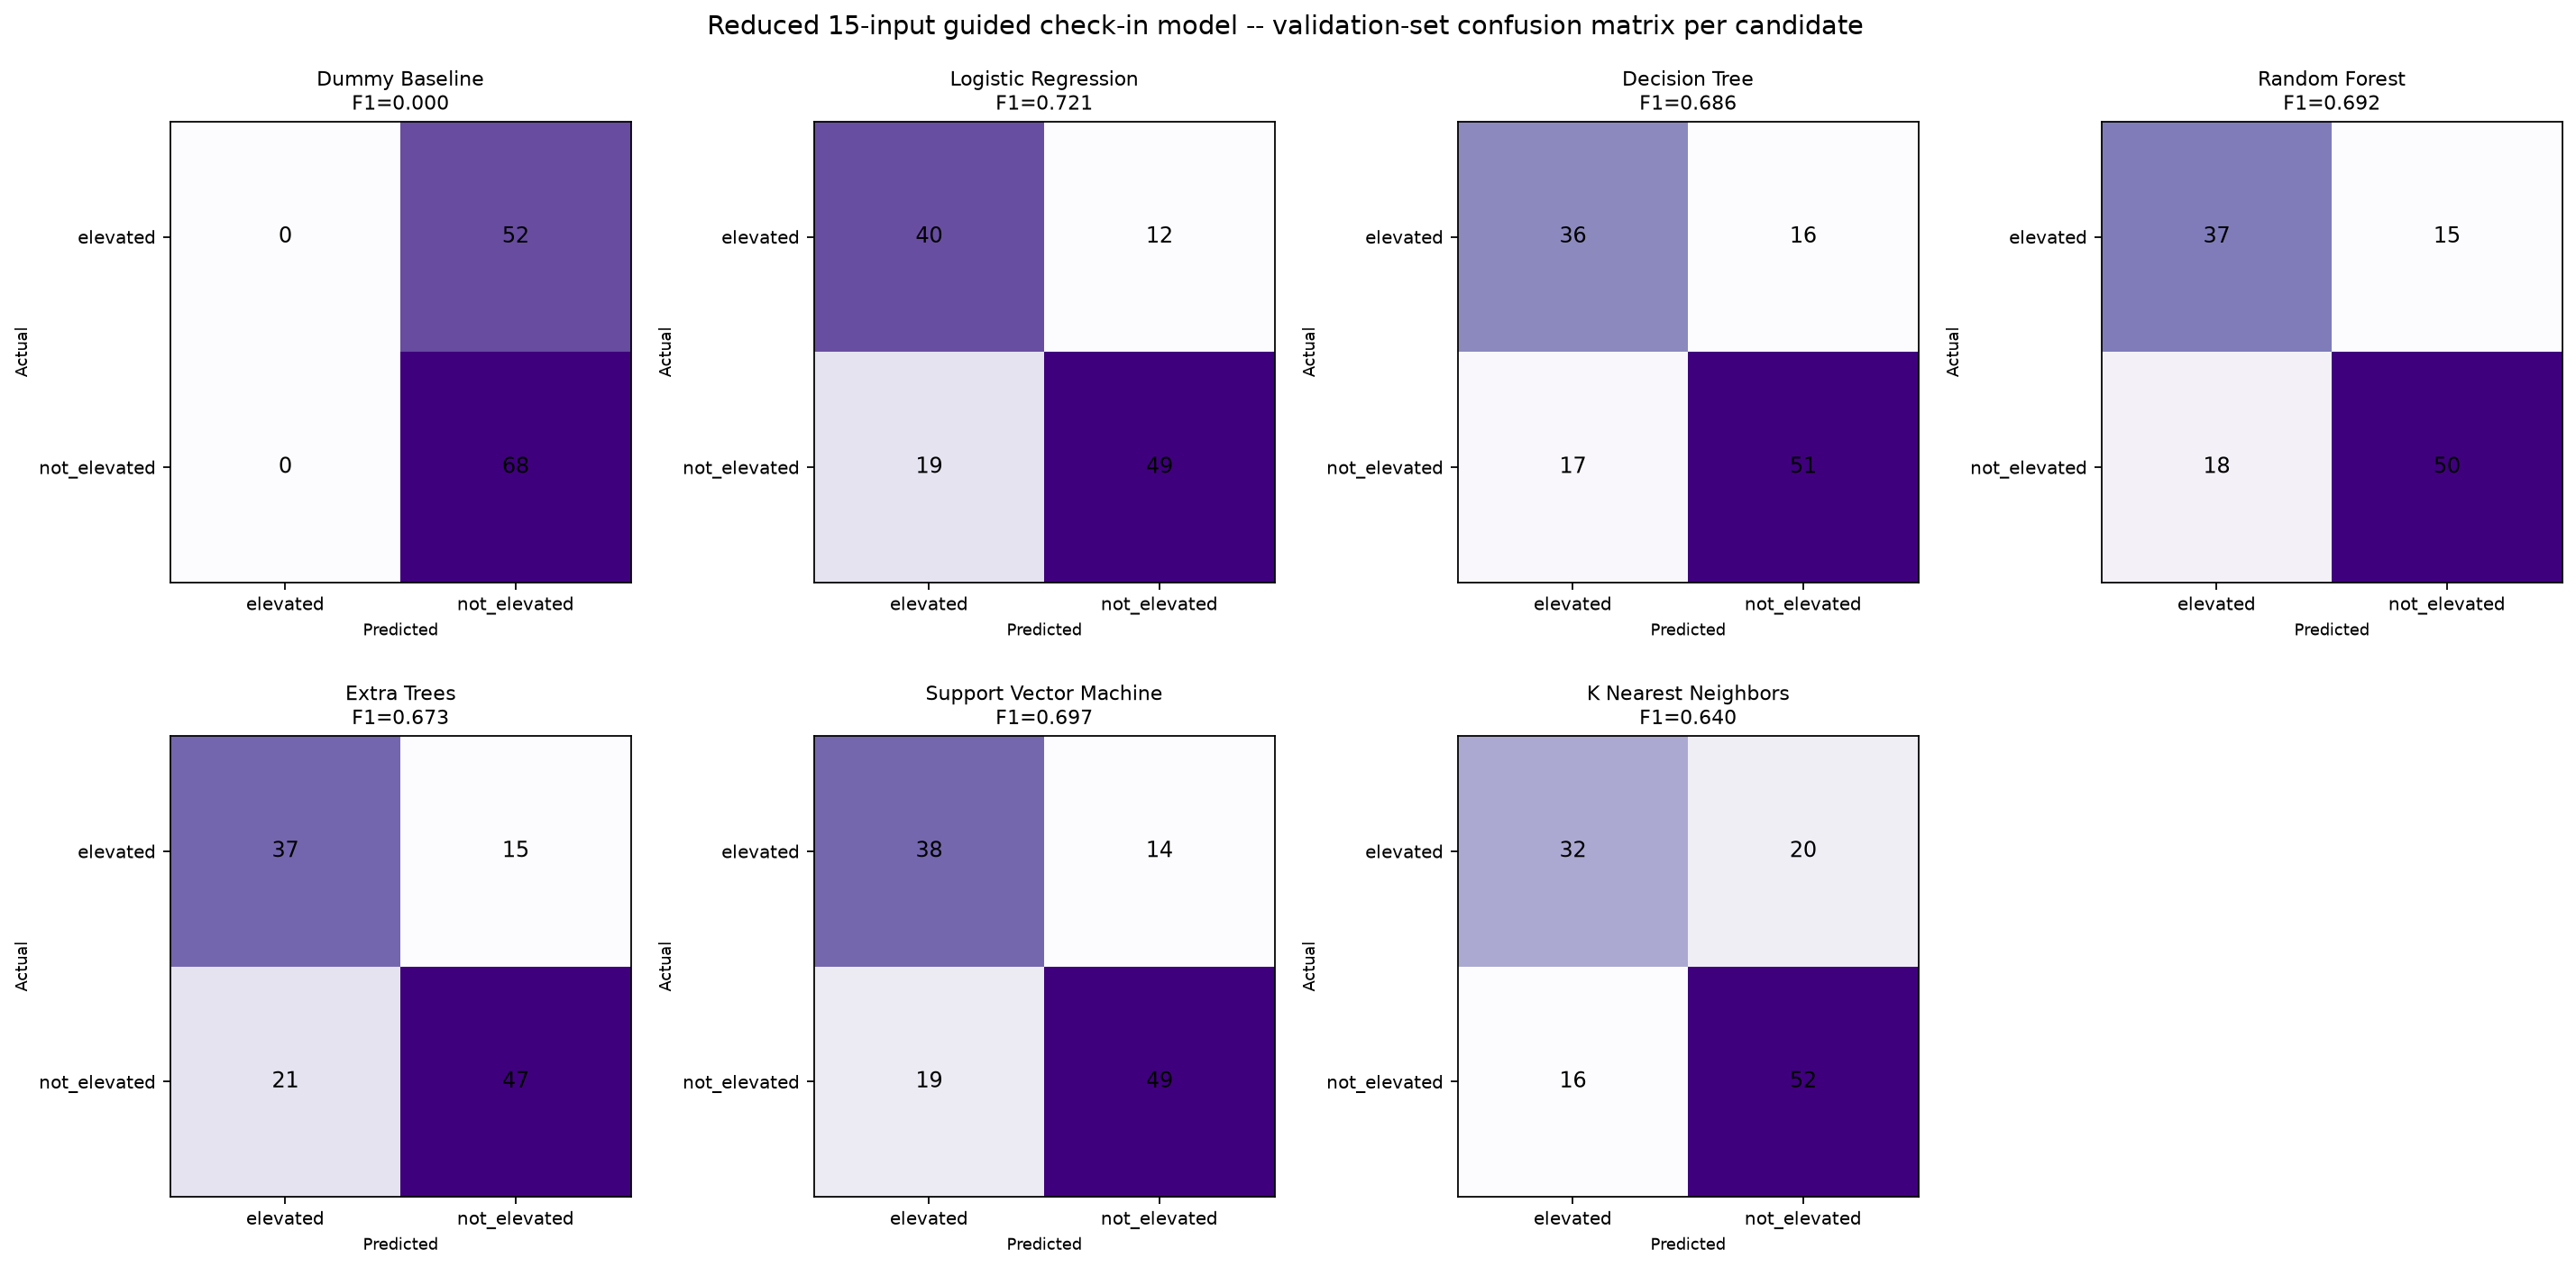 Reduced 15-input guided check-in model -- validation-set confusion matrix per candidate
Dummy Baseline
F1=0.000
Actual
elevated
0
52
not_elevated
0
68
elevated
not_elevated
Predicted
Logistic Regression
F1=0.721
Actual
elevated
40
12
not_elevated
19
49
elevated
not_elevated
Predicted
Decision Tree
F1=0.686
Actual
elevated
36
16
not_elevated
17
51
elevated
not_elevated
Predicted
Random Forest
F1=0.692
Actual
elevated
37
15
not_elevated
18
50
elevated
not_elevated
Predicted
Extra Trees
F1=0.673
Actual
elevated
37
15
not_elevated
21
47
elevated
not_elevated
Predicted
Support Vector Machine
F1=0.697
Actual
elevated
38
14
not_elevated
19
49
elevated
not_elevated
Predicted
K Nearest Neighbors
F1=0.640
Actual
elevated
32
20
not_elevated
16
52
elevated
not_elevated
Predicted